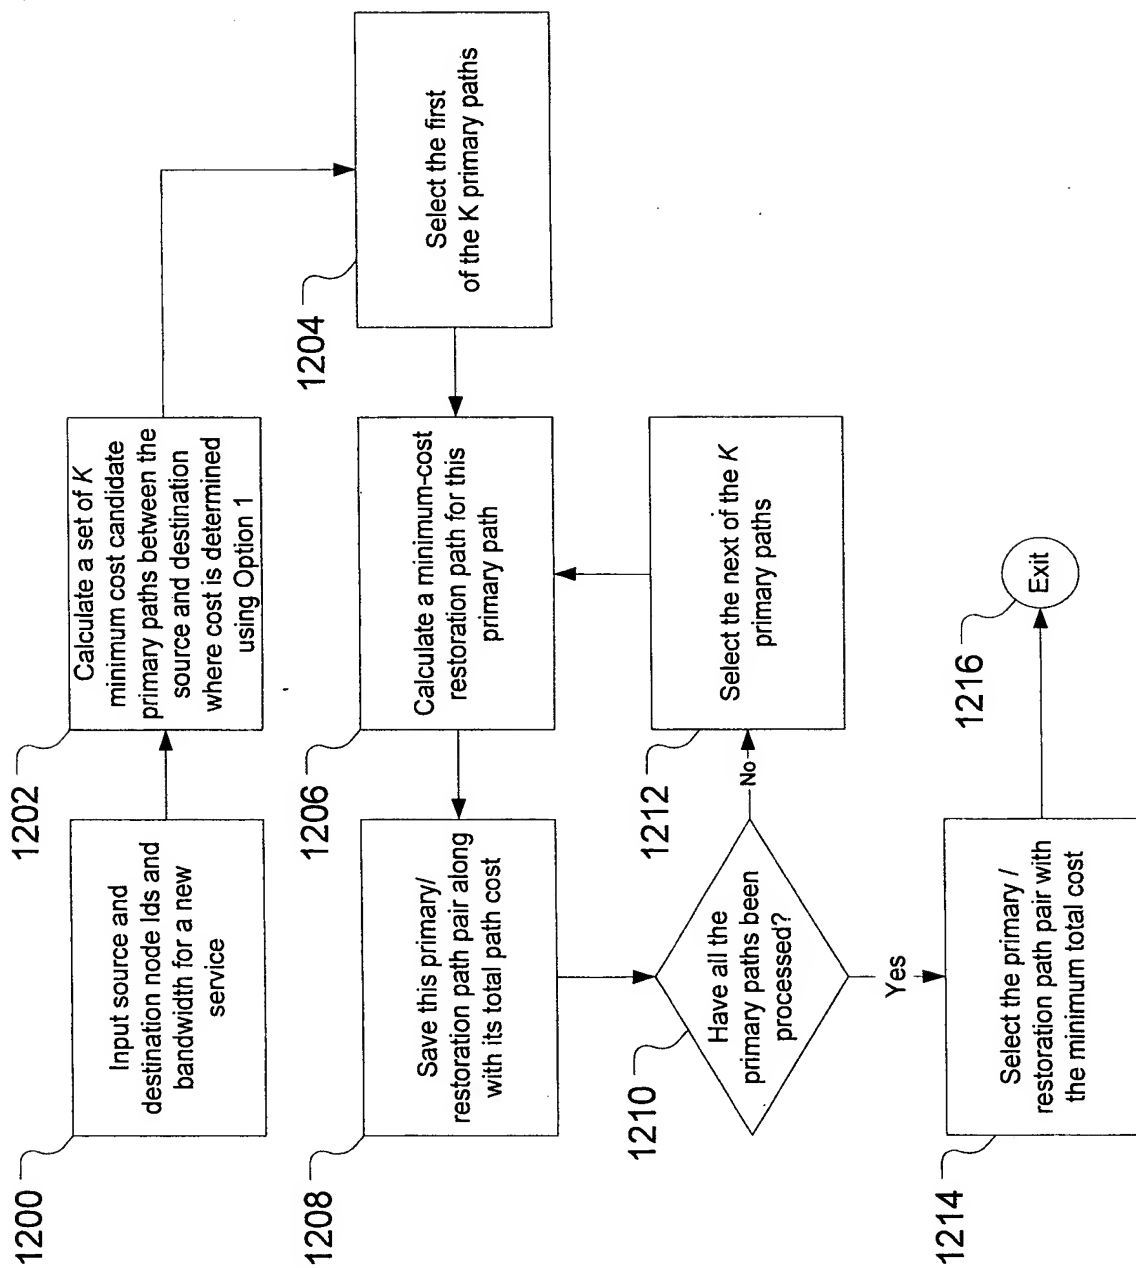 1200
Input source and
destination node Ids and
bandwidth for a new
service
1202
Calculate a set of K
minimum cost candidate
primary paths between the
source and destination
where cost is determined
using Option 1
1204
Select the first
of the K primary paths
1206
Calculate a minimum-cost
restoration path for this
primary path
1208
Save this primary/
restoration path pair along
with its total path cost
1210
Have all the
primary paths been
processed?
No
1212
Select the next of the K
primary paths
Yes
1214
Select the primary /
restoration path pair with
the minimum total cost
1216
Exit